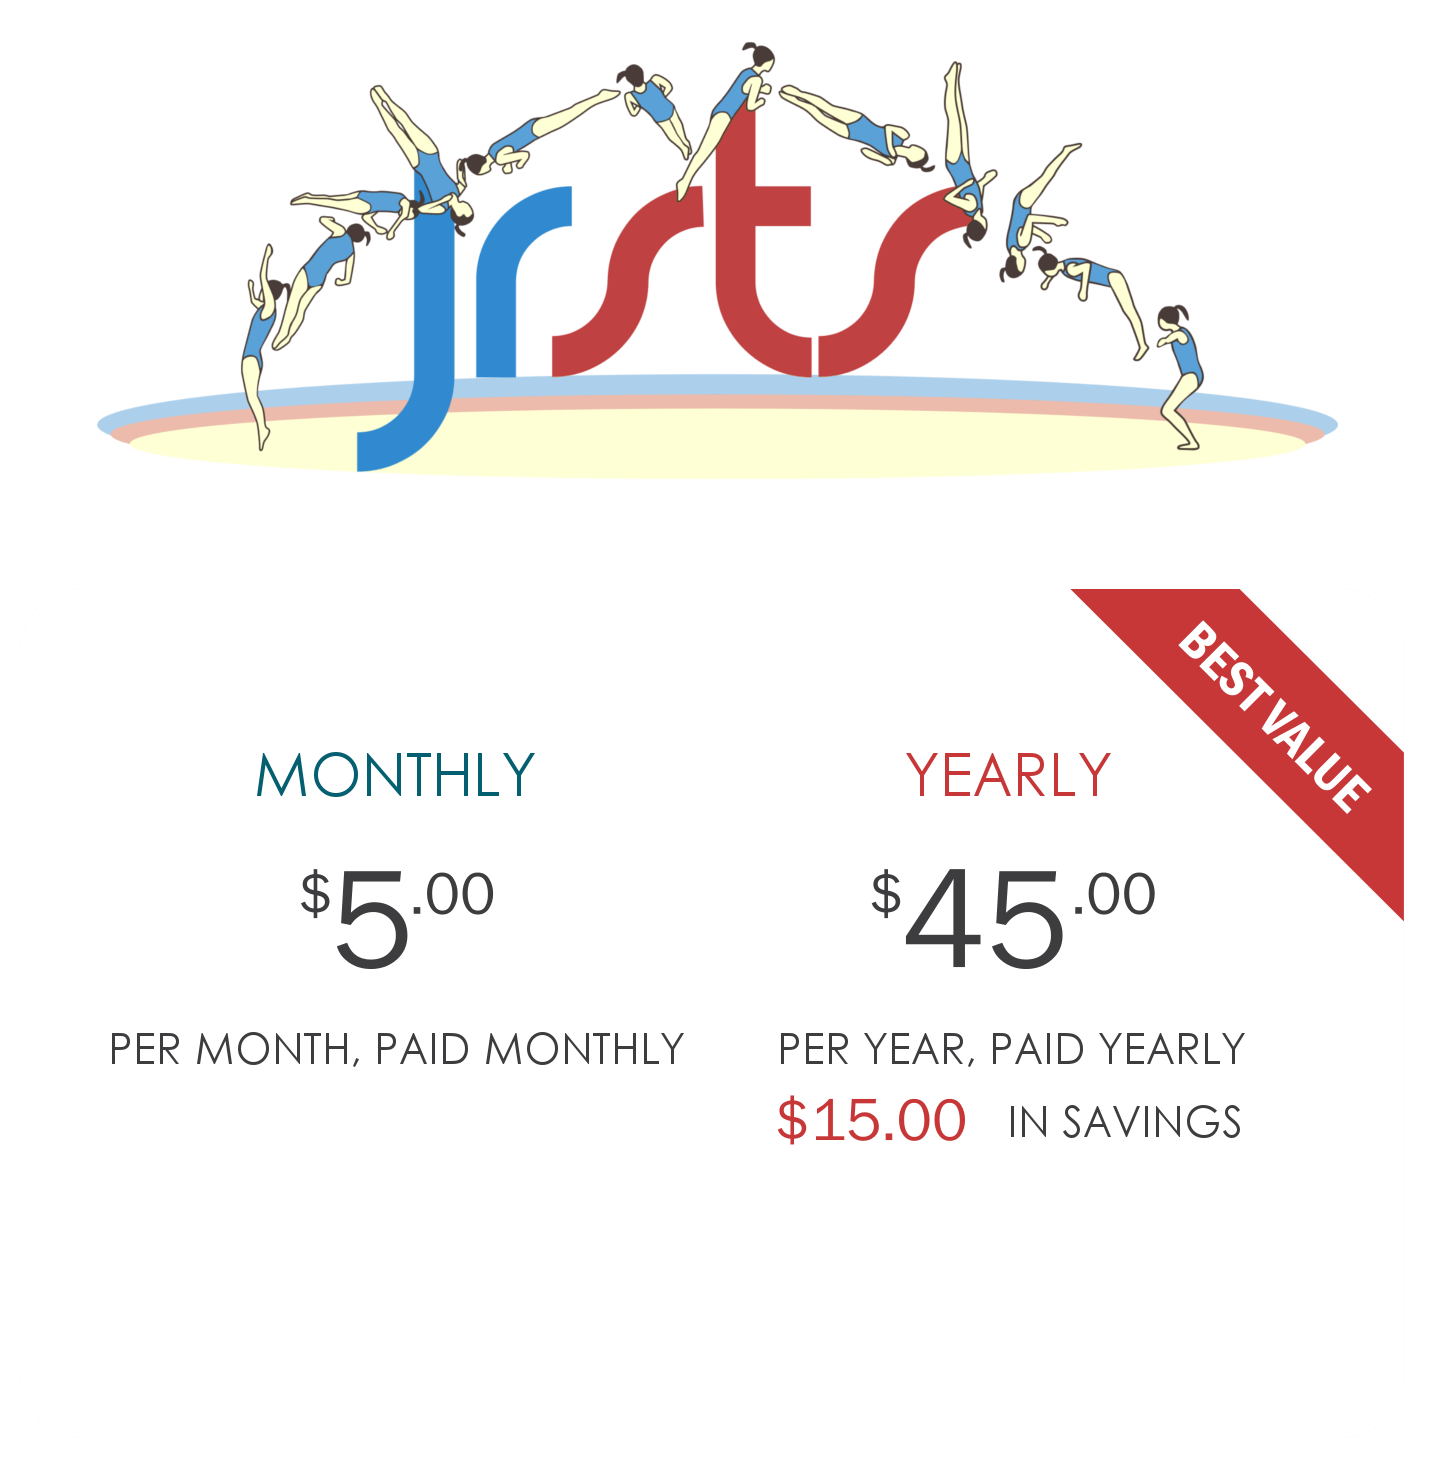 jrsts
BEST VALUE
MONTHLY
$5.00
PER MONTH, PAID MONTHLY
YEARLY
$45.00
PER YEAR, PAID YEARLY
$15.00 IN SAVINGS